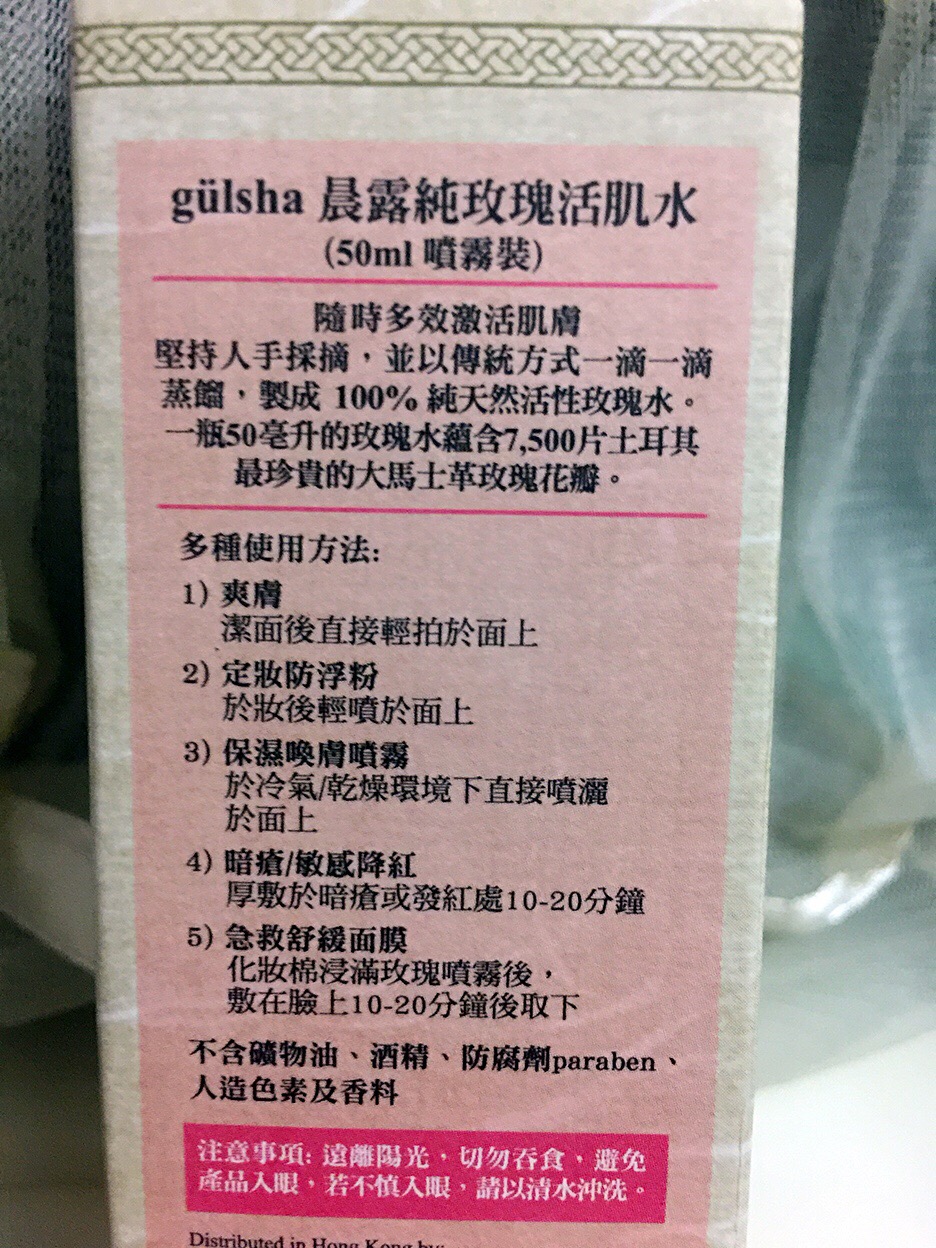 gülsha 晨露純玫瑰活肌水
(50ml 噴霧裝)
隨時多效激活肌膚
堅持人手採摘，並以傳統方式一滴一滴
蒸餾，製成 100% 純天然活性玫瑰水。
一瓶50毫升的玫瑰水蘊含7,500片土耳其
最珍貴的大馬士革玫瑰花瓣。
多種使用方法:
1) 爽膚
潔面後直接輕拍於面上
2) 定妝防浮粉
於妝後輕噴於面上
3) 保濕喚膚噴霧
於冷氣/乾燥環境下直接噴灑
於面上
4) 暗瘡/敏感降紅
厚敷於暗瘡或發紅處10-20分鐘
5) 急救舒緩面膜
化妝棉浸滿玫瑰噴霧後，
敷在臉上10-20分鐘後取下
不含礦物油、酒精、防腐劑paraben、
人造色素及香料
注意事項: 遠離陽光，切勿吞食，避免
產品入眼，若不慎入眼，請以清水沖洗。
Distributed in Hong Kong by: